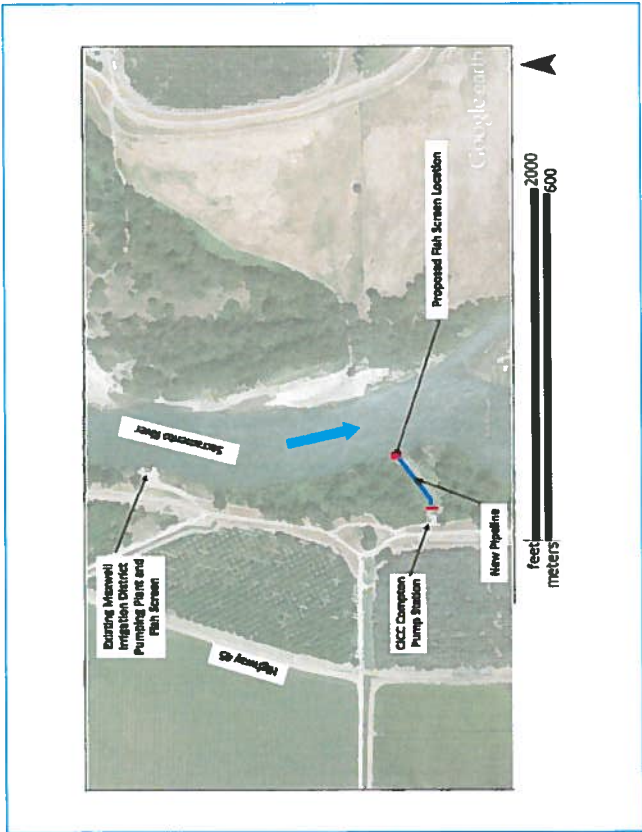 Google earth
Existing Maxwell
Irrigation District
Pumping Plant and
Fish Screen
Sacramento River
Highway 45
CICC Compton
Pump Station
New Pipeline
Proposed Fish Screen Location
feet 2000
meters 600